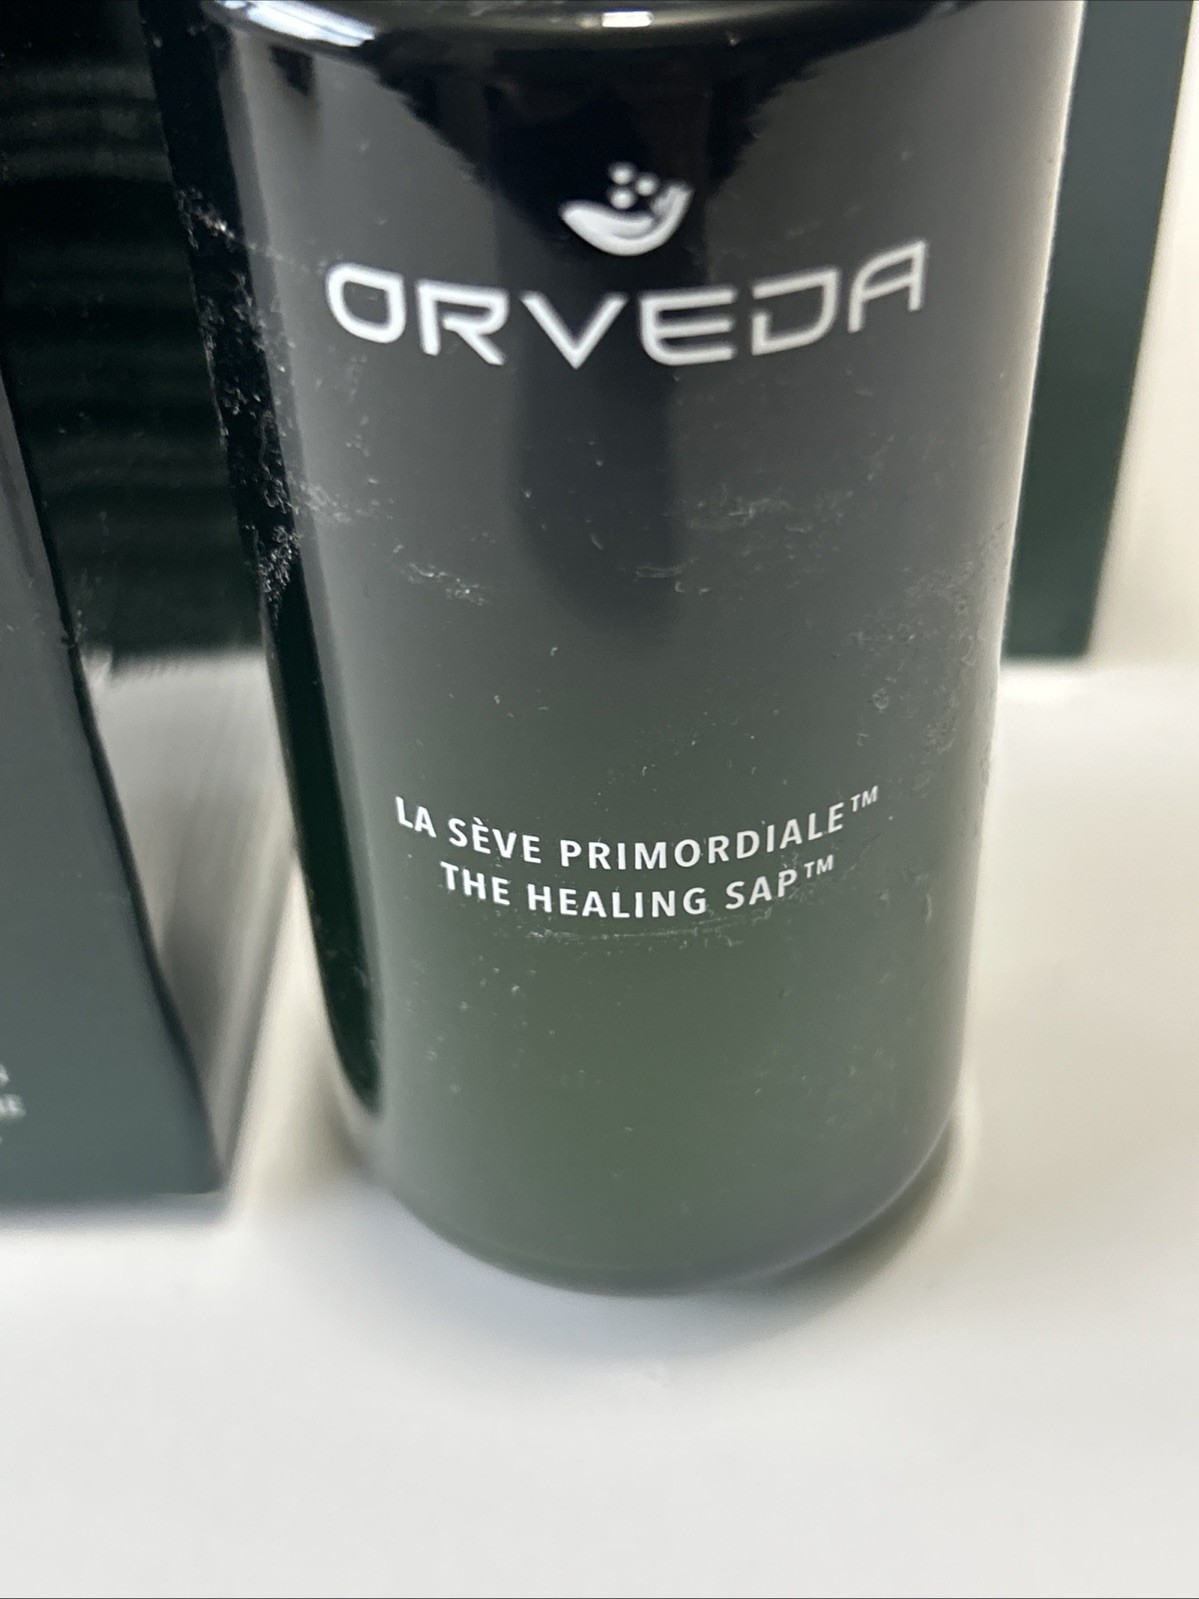 ORVEDA
LA SÈVE PRIMORDIALE™
THE HEALING SAP™